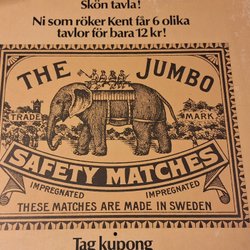 Skön tavla!
Ni som röker Kent får 6 olika
tavlor för bara 12 kr!
THE JUMBO
TRADE MARK
SAFETY MATCHES
IMPREGNATED IMPREGNATED
THESE MATCHES ARE MADE IN SWEDEN
Tag kupong